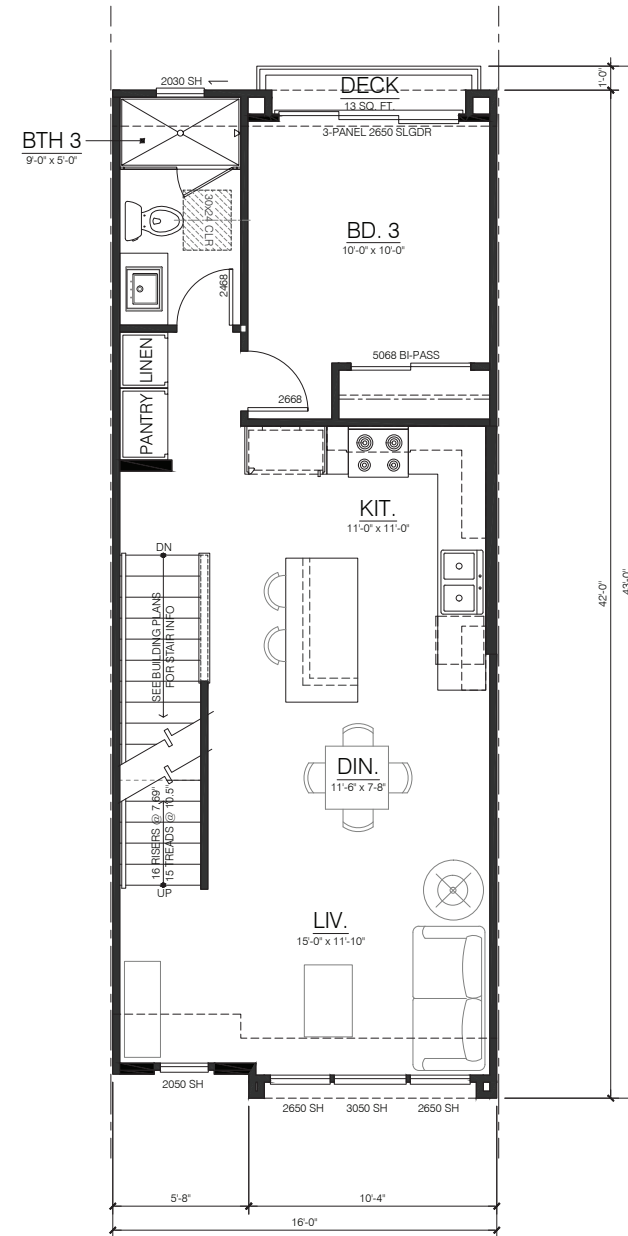 2030 SH
DECK
13 SQ. FT.
3-PANEL 2650 SLGDR
1'-0"
BTH 3
9'-0" x 5'-0"
30x24 CLR
BD. 3
10'-0" x 10'-0"
2468
LINEN
5068 BI-PASS
2668
PANTRY
KIT.
11'-0" x 11'-0"
DN
SEE BUILDING PLANS
FOR STAIR INFO
42'-0"
43'-0"
DIN.
11'-6" x 7'-8"
16 RISERS @ 7.69"
15 TREADS @ 10.5"
UP
LIV.
15'-0" x 11'-10"
2050 SH
2650 SH
3050 SH
2650 SH
5'-8"
10'-4"
16'-0"